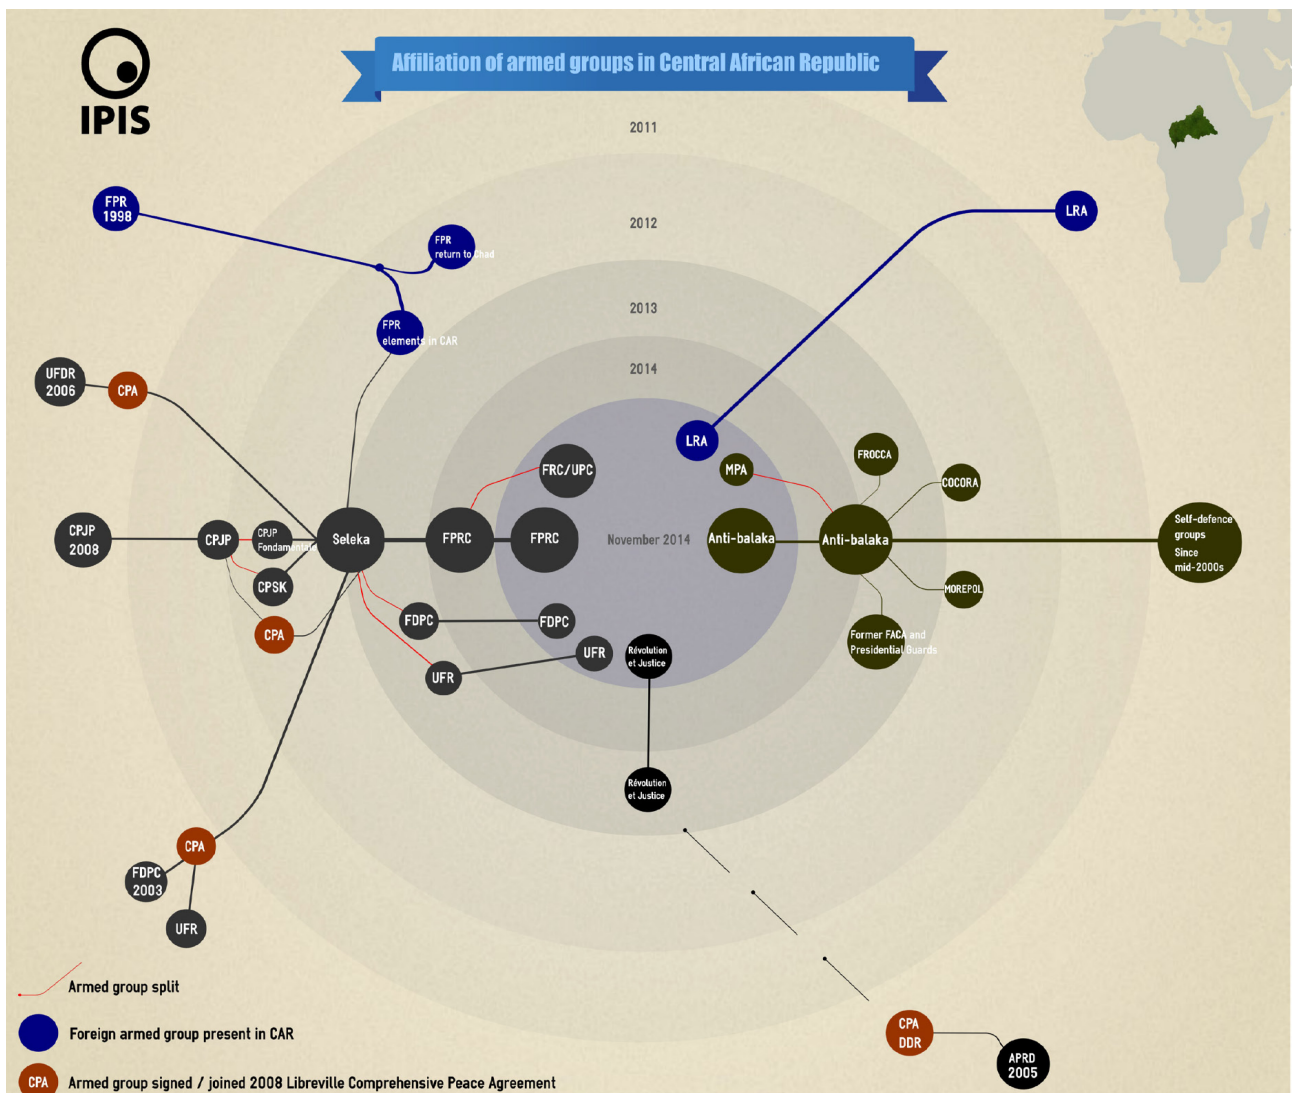 Affiliation of armed groups in Central African Republic
IPIS
2011
2012
2013
2014
November 2014
FPR
1998
FPR
return to Chad
FPR
elements in CAR
LRA
LRA
UFDR
2006
CPA
CPJP
2008
CPJP
CPJP
Fondamentale
CPSK
CPA
Seleka
FPRC
FPRC
FRC/UPC
FDPC
FDPC
UFR
UFR
MPA
Anti-balaka
Anti-balaka
FROCCA
COCORA
MOREPOL
Former FACA and
Presidential Guards
Self-defence
groups
Since
mid-2000s
Révolution
et Justice
Révolution
et Justice
CPA
FDPC
2003
UFR
CPA
DDR
APRD
2005
Armed group split
Foreign armed group present in CAR
CPA
Armed group signed / joined 2008 Libreville Comprehensive Peace Agreement